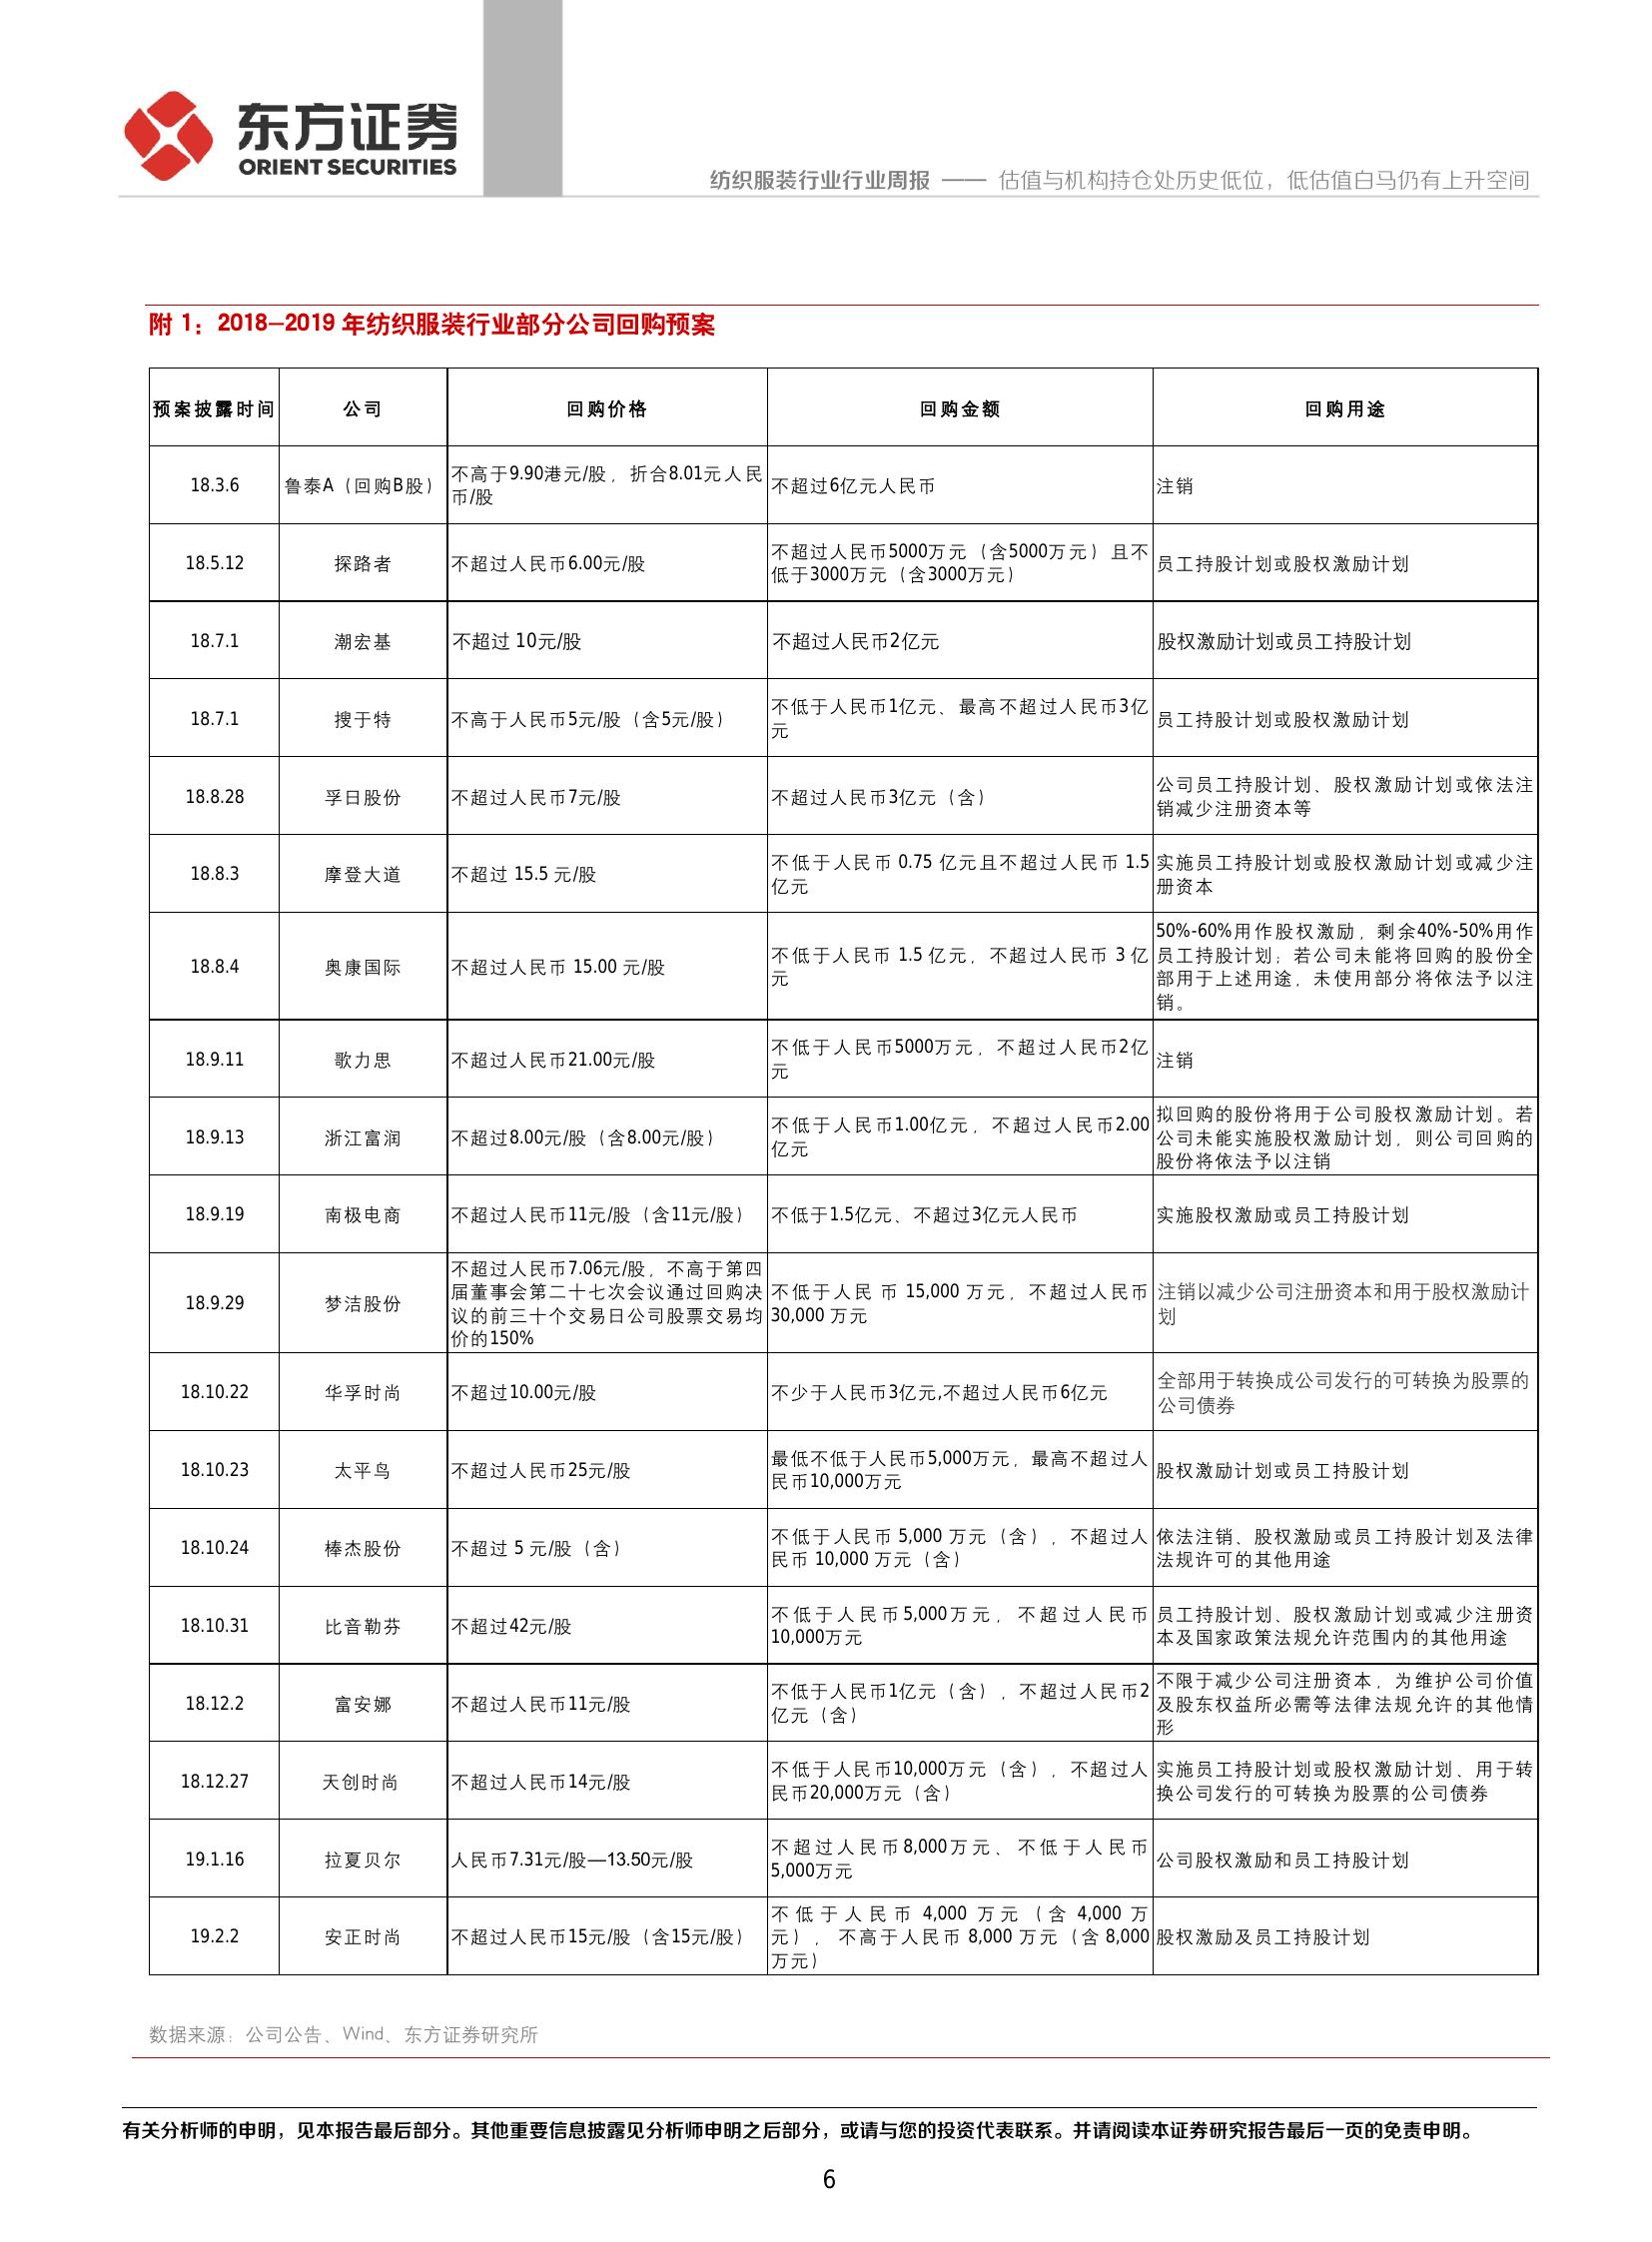 东方证券
ORIENT SECURITIES
纺织服装行业行业周报 —— 估值与机构持仓处历史低位，低估值白马仍有上升空间
附 1：2018-2019 年纺织服装行业部分公司回购预案
预案披露时间 公司 回购价格 回购金额 回购用途
18.3.6 鲁泰A（回购B股） 不高于9.90港元/股，折合8.01元人民
币/股
不超过6亿元人民币 注销
18.5.12 探路者 不超过人民币6.00元/股 不超过人民币5000万元（含5000万元）且不
低于3000万元（含3000万元）
员工持股计划或股权激励计划
18.7.1 潮宏基 不超过 10元/股 不超过人民币2亿元 股权激励计划或员工持股计划
18.7.1 搜于特 不高于人民币5元/股（含5元/股） 不低于人民币1亿元、最高不超过人民币3亿
元
员工持股计划或股权激励计划
18.8.28 孚日股份 不超过人民币7元/股 不超过人民币3亿元（含） 公司员工持股计划、股权激励计划或依法注
销减少注册资本等
18.8.3 摩登大道 不超过 15.5 元/股 不低于人民币 0.75 亿元且不超过人民币 1.5
亿元
实施员工持股计划或股权激励计划或减少注
册资本
18.8.4 奥康国际 不超过人民币 15.00 元/股 不低于人民币 1.5 亿元，不超过人民币 3 亿
元
50%-60%用作股权激励，剩余40%-50%用作
员工持股计划；若公司未能将回购的股份全
部用于上述用途，未使用部分将依法予以注
销。
18.9.11 歌力思 不超过人民币21.00元/股 不低于人民币5000万元，不超过人民币2亿
元
注销
18.9.13 浙江富润 不超过8.00元/股（含8.00元/股） 不低于人民币1.00亿元，不超过人民币2.00
亿元
拟回购的股份将用于公司股权激励计划。若
公司未能实施股权激励计划，则公司回购的
股份将依法予以注销
18.9.19 南极电商 不超过人民币11元/股（含11元/股） 不低于1.5亿元、不超过3亿元人民币 实施股权激励或员工持股计划
18.9.29 梦洁股份 不超过人民币7.06元/股，不高于第四
届董事会第二十七次会议通过回购决
议的前三十个交易日公司股票交易均
价的150%
不低于人民 币 15,000 万元，不超过人民币
30,000 万元
注销以减少公司注册资本和用于股权激励计
划
18.10.22 华孚时尚 不超过10.00元/股 不少于人民币3亿元,不超过人民币6亿元 全部用于转换成公司发行的可转换为股票的
公司债券
18.10.23 太平鸟 不超过人民币25元/股 最低不低于人民币5,000万元，最高不超过人
民币10,000万元
股权激励计划或员工持股计划
18.10.24 棒杰股份 不超过 5 元/股（含） 不低于人民币 5,000 万元（含），不超过人
民币 10,000 万元（含）
依法注销、股权激励或员工持股计划及法律
法规许可的其他用途
18.10.31 比音勒芬 不超过42元/股 不低于人民币5,000万元，不超过人民币
10,000万元
员工持股计划、股权激励计划或减少注册资
本及国家政策法规允许范围内的其他用途
18.12.2 富安娜 不超过人民币11元/股 不低于人民币1亿元（含），不超过人民币2
亿元（含）
不限于减少公司注册资本，为维护公司价值
及股东权益所必需等法律法规允许的其他情
形
18.12.27 天创时尚 不超过人民币14元/股 不低于人民币10,000万元（含），不超过人
民币20,000万元（含）
实施员工持股计划或股权激励计划、用于转
换公司发行的可转换为股票的公司债券
19.1.16 拉夏贝尔 人民币7.31元/股—13.50元/股 不超过人民币8,000万元、不低于人民币
5,000万元
公司股权激励和员工持股计划
19.2.2 安正时尚 不超过人民币15元/股（含15元/股） 不低于人民币 4,000 万元（含 4,000 万
元），不高于人民币 8,000 万元（含 8,000
万元）
股权激励及员工持股计划
数据来源：公司公告、Wind、东方证券研究所
有关分析师的申明，见本报告最后部分。其他重要信息披露见分析师申明之后部分，或请与您的投资代表联系。并请阅读本证券研究报告最后一页的免责申明。
6